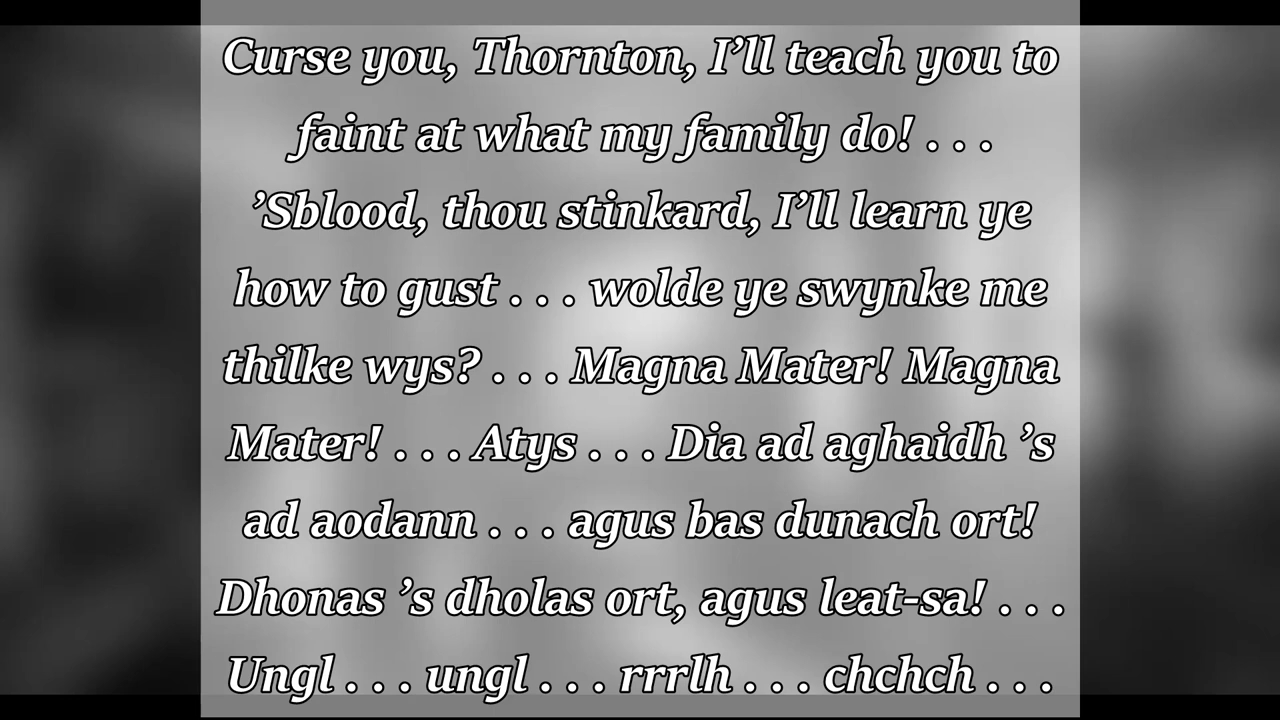 Curse you, Thornton, I’ll teach you to
faint at what my family do! . . .
’Sblood, thou stinkard, I’ll learn ye
how to gust . . . wolde ye swynke me
thilke wys? . . . Magna Mater! Magna
Mater! . . . Atys . . . Dia ad aghaidh ’s
ad aodann . . . agus bas dunach ort!
Dhonas ’s dholas ort, agus leat-sa! . . .
Ungl . . . ungl . . . rrrlh . . . chchch . . .